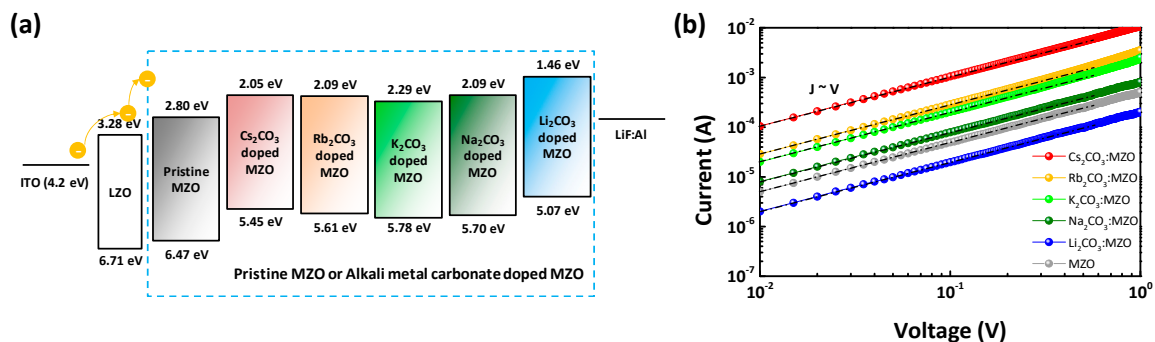 (a)
3.28 eV
2.80 eV
2.05 eV
2.09 eV
2.29 eV
2.09 eV
1.46 eV
ITO (4.2 eV)
LZO
Pristine
MZO
Cs₂CO₃
doped
MZO
Rb₂CO₃
doped
MZO
K₂CO₃
doped
MZO
Na₂CO₃
doped
MZO
Li₂CO₃
doped
MZO
LiF:Al
6.71 eV
6.47 eV
5.45 eV
5.61 eV
5.78 eV
5.70 eV
5.07 eV
Pristine MZO or Alkali metal carbonate doped MZO
(b)
Current (A)
10⁻²
10⁻³
10⁻⁴
10⁻⁵
10⁻⁶
10⁻⁷
J ~ V
Cs₂CO₃:MZO
Rb₂CO₃:MZO
K₂CO₃:MZO
Na₂CO₃:MZO
Li₂CO₃:MZO
MZO
10⁻²
10⁻¹
10⁰
Voltage (V)